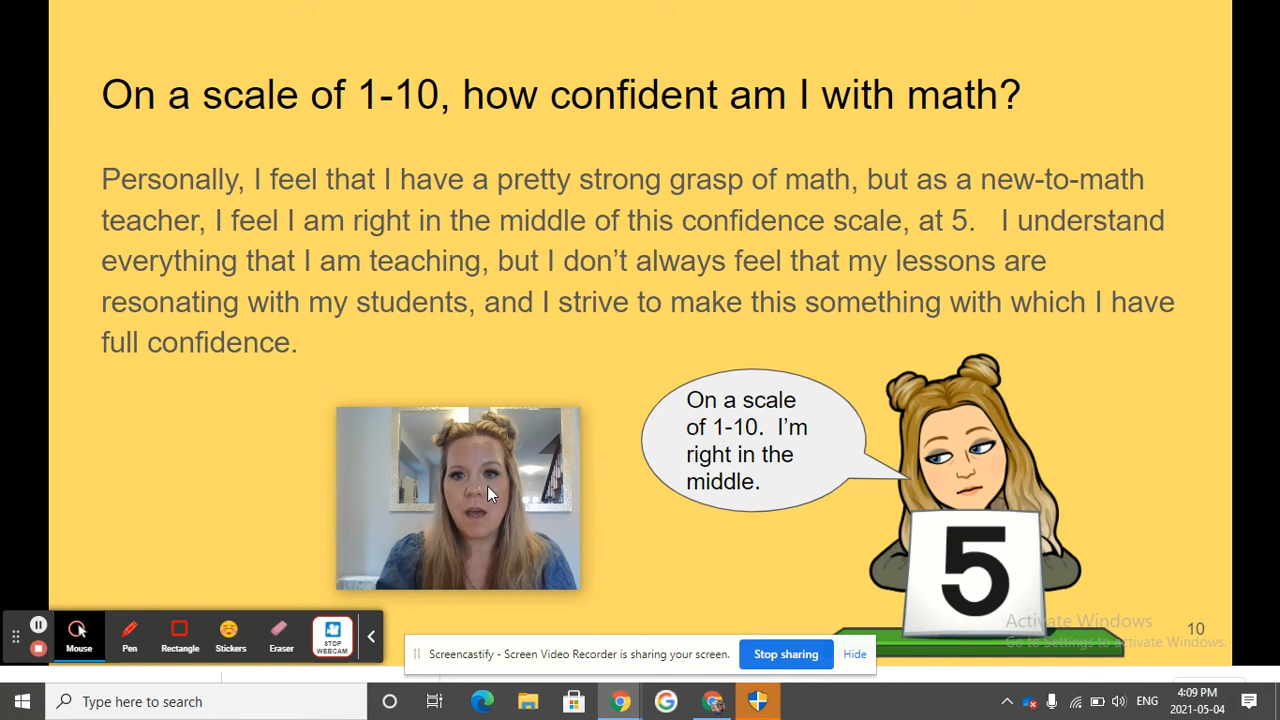 On a scale of 1-10, how confident am I with math?
Personally, I feel that I have a pretty strong grasp of math, but as a new-to-math
teacher, I feel I am right in the middle of this confidence scale, at 5.   I understand
everything that I am teaching, but I don't always feel that my lessons are
resonating with my students, and I strive to make this something with which I have
full confidence.
On a scale
of 1-10.  I'm
right in the
middle.
5
Activate Windows
Go to Settings to activate Windows.
10
Mouse
Pen
Rectangle
Stickers
Eraser
STOP
WEBCAM
Screencastify - Screen Video Recorder is sharing your screen.
Stop sharing
Hide
Type here to search
ENG
4:09 PM
2021-05-04